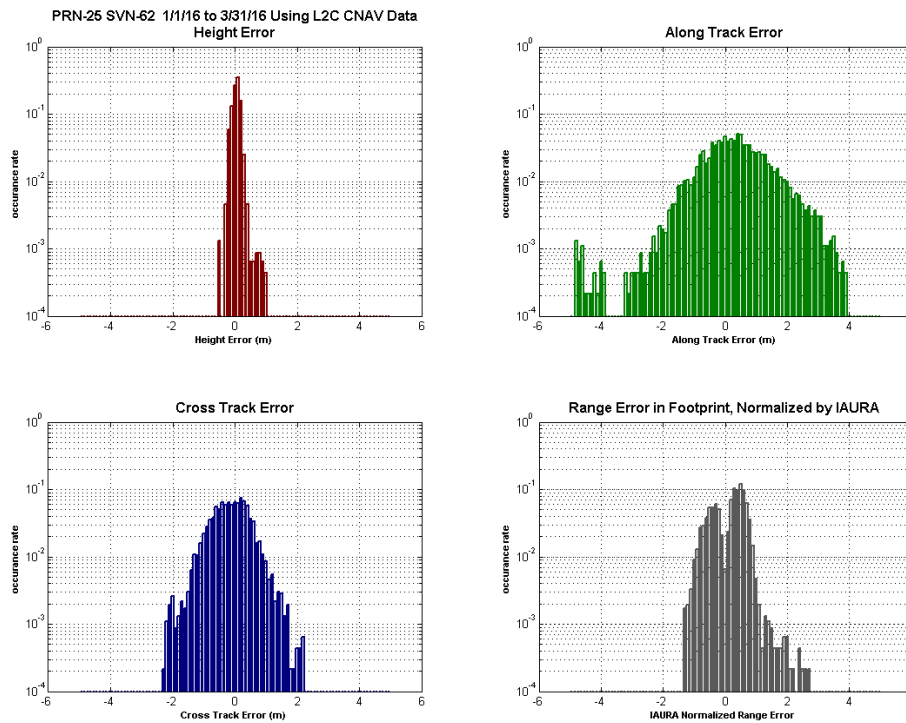 PRN-25 SVN-62 1/1/16 to 3/31/16 Using L2C CNAV Data
Height Error
10^0
10^-1
10^-2
10^-3
10^-4
occurance rate
-6 -4 -2 0 2 4 6
Height Error (m)
Along Track Error
10^0
10^-1
10^-2
10^-3
10^-4
occurance rate
-6 -4 -2 0 2 4
Along Track Error (m)
Cross Track Error
10^0
10^-1
10^-2
10^-3
10^-4
occurance rate
-6 -4 -2 0 2 4 6
Cross Track Error (m)
Range Error in Footprint, Normalized by IAURA
10^0
10^-1
10^-2
10^-3
10^-4
occurance rate
-6 -4 -2 0 2 4
IAURA Normalized Range Error